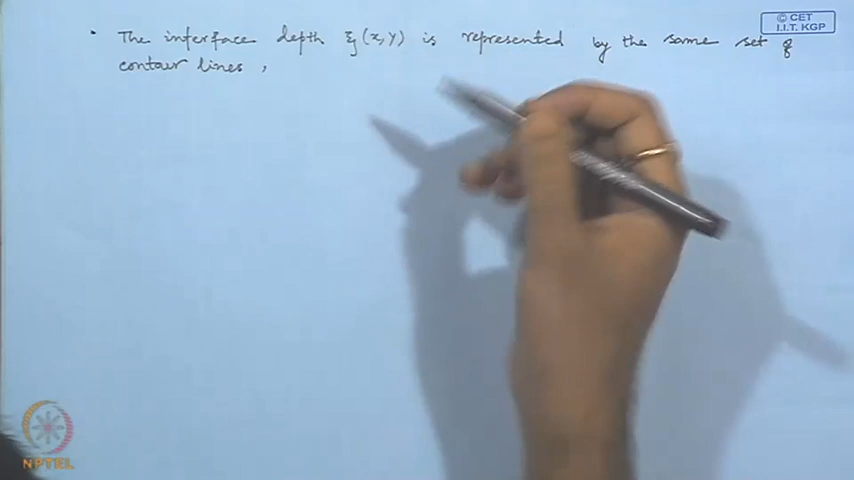 © CET
I.I.T. KGP
• The interface depth ξ(x,y) is represented by the same set of
contour lines,
NPTEL